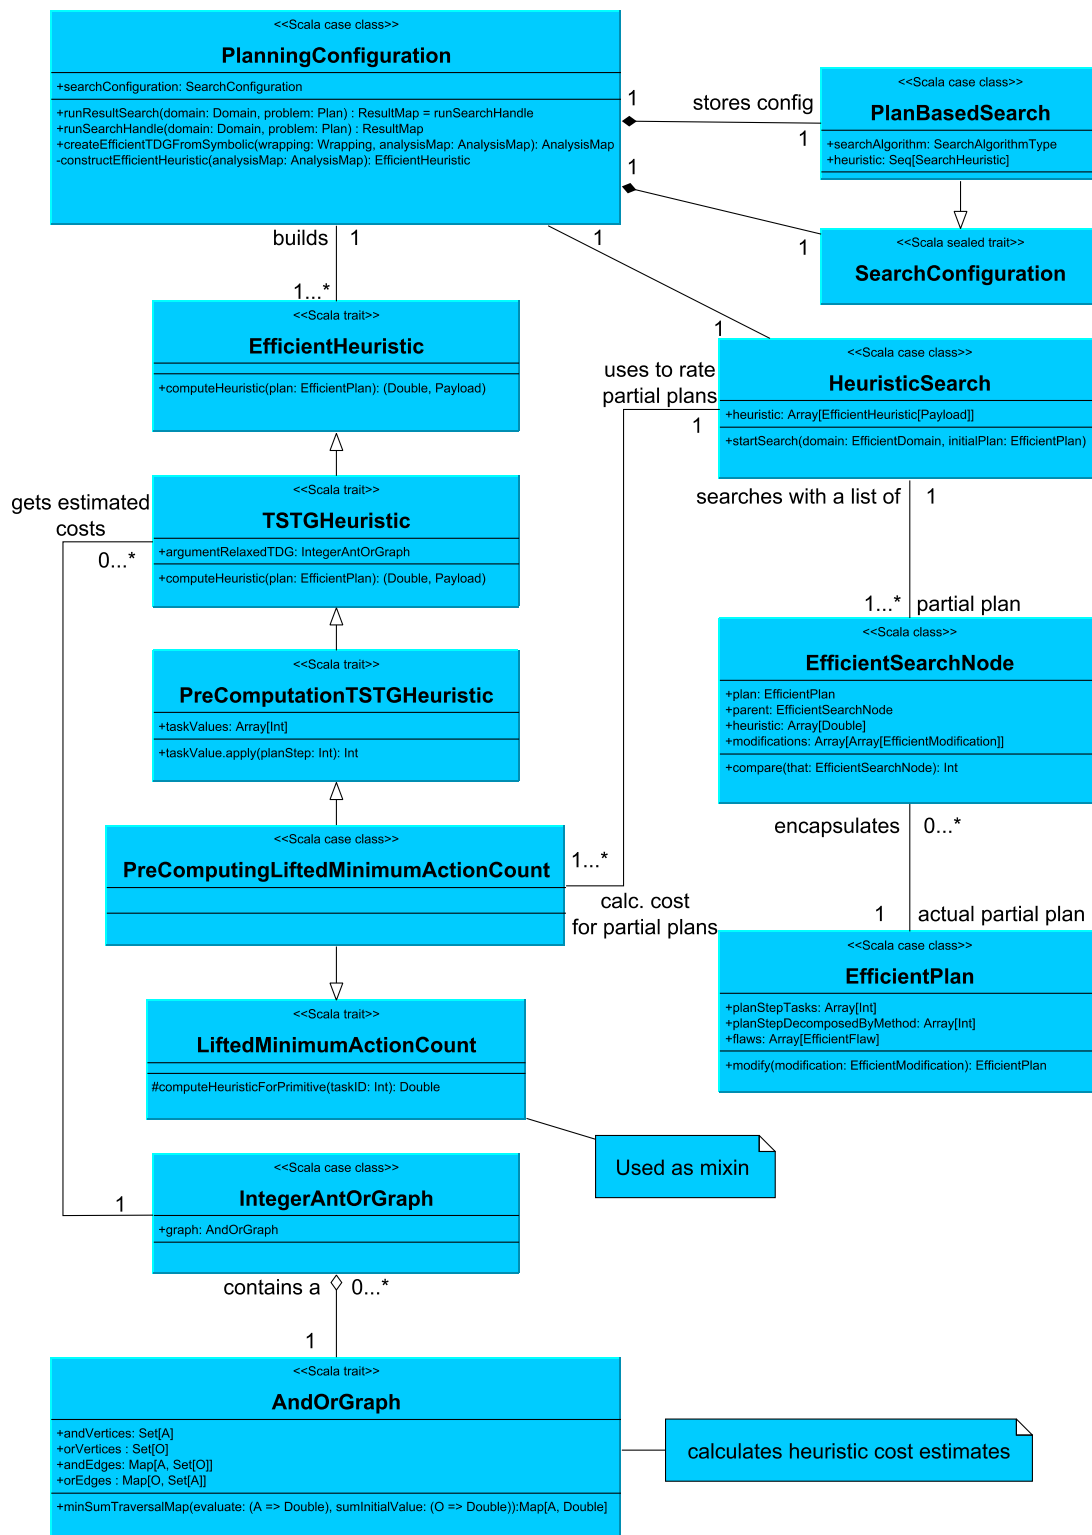 <<Scala case class>>
PlanningConfiguration
+searchConfiguration: SearchConfiguration
+runResultSearch(domain: Domain, problem: Plan) : ResultMap = runSearchHandle
+runSearchHandle(domain: Domain, problem: Plan) : ResultMap
+createEfficientTDGFromSymbolic(wrapping: Wrapping, analysisMap: AnalysisMap): AnalysisMap
-constructEfficientHeuristic(analysisMap: AnalysisMap): EfficientHeuristic
1
stores config
1
<<Scala case class>>
PlanBasedSearch
+searchAlgorithm: SearchAlgorithmType
+heuristic: Seq[SearchHeuristic]
1
1
<<Scala sealed trait>>
SearchConfiguration
builds
1
1...*
1
1
<<Scala trait>>
EfficientHeuristic
+computeHeuristic(plan: EfficientPlan): (Double, Payload)
uses to rate
partial plans
1
<<Scala case class>>
HeuristicSearch
+heuristic: Array[EfficientHeuristic[Payload]]
+startSearch(domain: EfficientDomain, initialPlan: EfficientPlan)
gets estimated
costs
0...*
<<Scala trait>>
TSTGHeuristic
+argumentRelaxedTDG: IntegerAntOrGraph
+computeHeuristic(plan: EfficientPlan): (Double, Payload)
searches with a list of
1
1...*
partial plan
<<Scala trait>>
PreComputationTSTGHeuristic
+taskValues: Array[Int]
+taskValue.apply(planStep: Int): Int
<<Scala class>>
EfficientSearchNode
+plan: EfficientPlan
+parent: EfficientSearchNode
+heuristic: Array[Double]
+modifications: Array[Array[EfficientModification]]
+compare(that: EfficientSearchNode): Int
<<Scala case class>>
PreComputingLiftedMinimumActionCount
1...*
calc. cost
for partial plans
encapsulates
0...*
1
actual partial plan
<<Scala case class>>
EfficientPlan
+planStepTasks: Array[Int]
+planStepDecomposedByMethod: Array[Int]
+flaws: Array[EfficientFlaw]
+modify(modification: EfficientModification): EfficientPlan
<<Scala trait>>
LiftedMinimumActionCount
#computeHeuristicForPrimitive(taskID: Int): Double
Used as mixin
<<Scala case class>>
IntegerAntOrGraph
+graph: AndOrGraph
1
contains a
0...*
1
<<Scala trait>>
AndOrGraph
+andVertices: Set[A]
+orVertices : Set[O]
+andEdges: Map[A, Set[O]]
+orEdges : Map[O, Set[A]]
+minSumTraversalMap(evaluate: (A => Double), sumInitialValue: (O => Double)):Map[A, Double]
calculates heuristic cost estimates